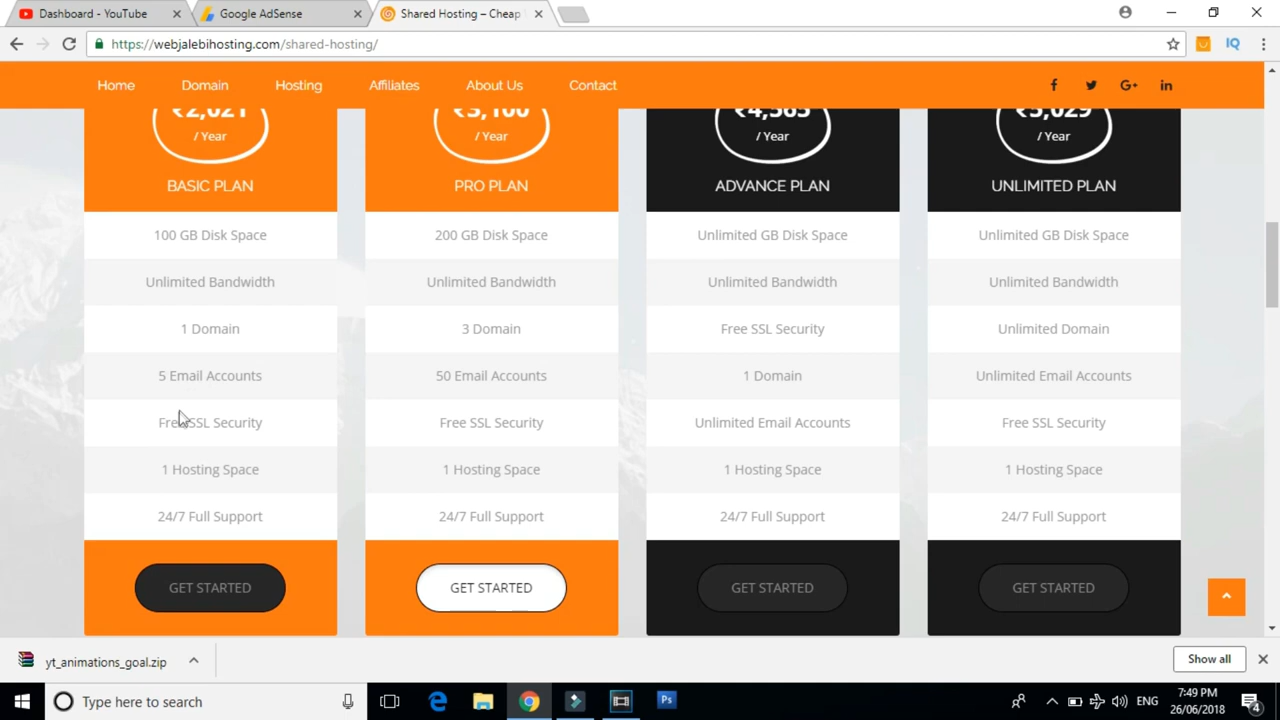 Dashboard - YouTube
Google AdSense
Shared Hosting – Cheap
https://webjalebihosting.com/shared-hosting/
IQ
Home
Domain
Hosting
Affiliates
About Us
Contact
f
G+
in
/ Year
BASIC PLAN
100 GB Disk Space
Unlimited Bandwidth
1 Domain
5 Email Accounts
Free SSL Security
1 Hosting Space
24/7 Full Support
GET STARTED
/ Year
PRO PLAN
200 GB Disk Space
Unlimited Bandwidth
3 Domain
50 Email Accounts
Free SSL Security
1 Hosting Space
24/7 Full Support
GET STARTED
/ Year
ADVANCE PLAN
Unlimited GB Disk Space
Unlimited Bandwidth
Free SSL Security
1 Domain
Unlimited Email Accounts
1 Hosting Space
24/7 Full Support
GET STARTED
/ Year
UNLIMITED PLAN
Unlimited GB Disk Space
Unlimited Bandwidth
Unlimited Domain
Unlimited Email Accounts
Free SSL Security
1 Hosting Space
24/7 Full Support
GET STARTED
yt_animations_goal.zip
Show all
Type here to search
Ps
ENG
7:49 PM
26/06/2018
4